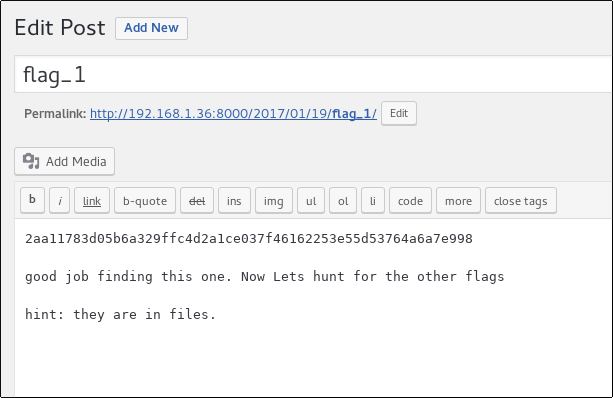 Edit Post Add New
flag_1
Permalink: http://192.168.1.36:8000/2017/01/19/flag_1/ Edit
Add Media
b i link b-quote del ins img ul ol li code more close tags
2aa11783d05b6a329ffc4d2a1ce037f46162253e55d53764a6a7e998
good job finding this one. Now Lets hunt for the other flags
hint: they are in files.